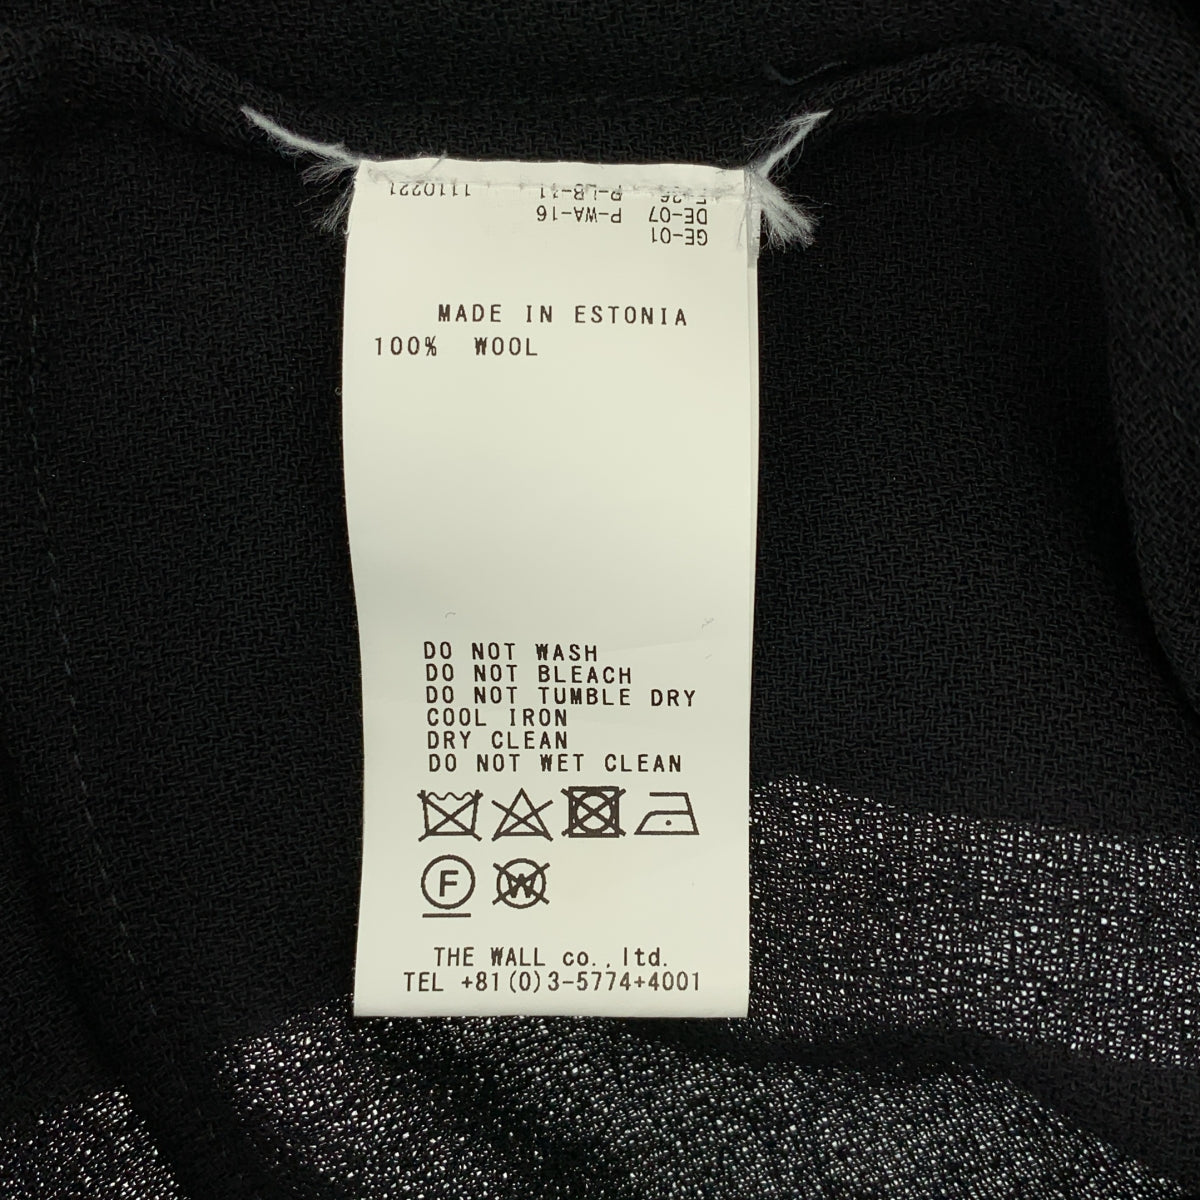 1110221 P-LB-31
DE-07 P-WA-16
GE-01
MADE IN ESTONIA
100% WOOL
DO NOT WASH
DO NOT BLEACH
DO NOT TUMBLE DRY
COOL IRON
DRY CLEAN
DO NOT WET CLEAN
F W
THE WALL co.,ltd.
TEL +81(0)3-5774+4001